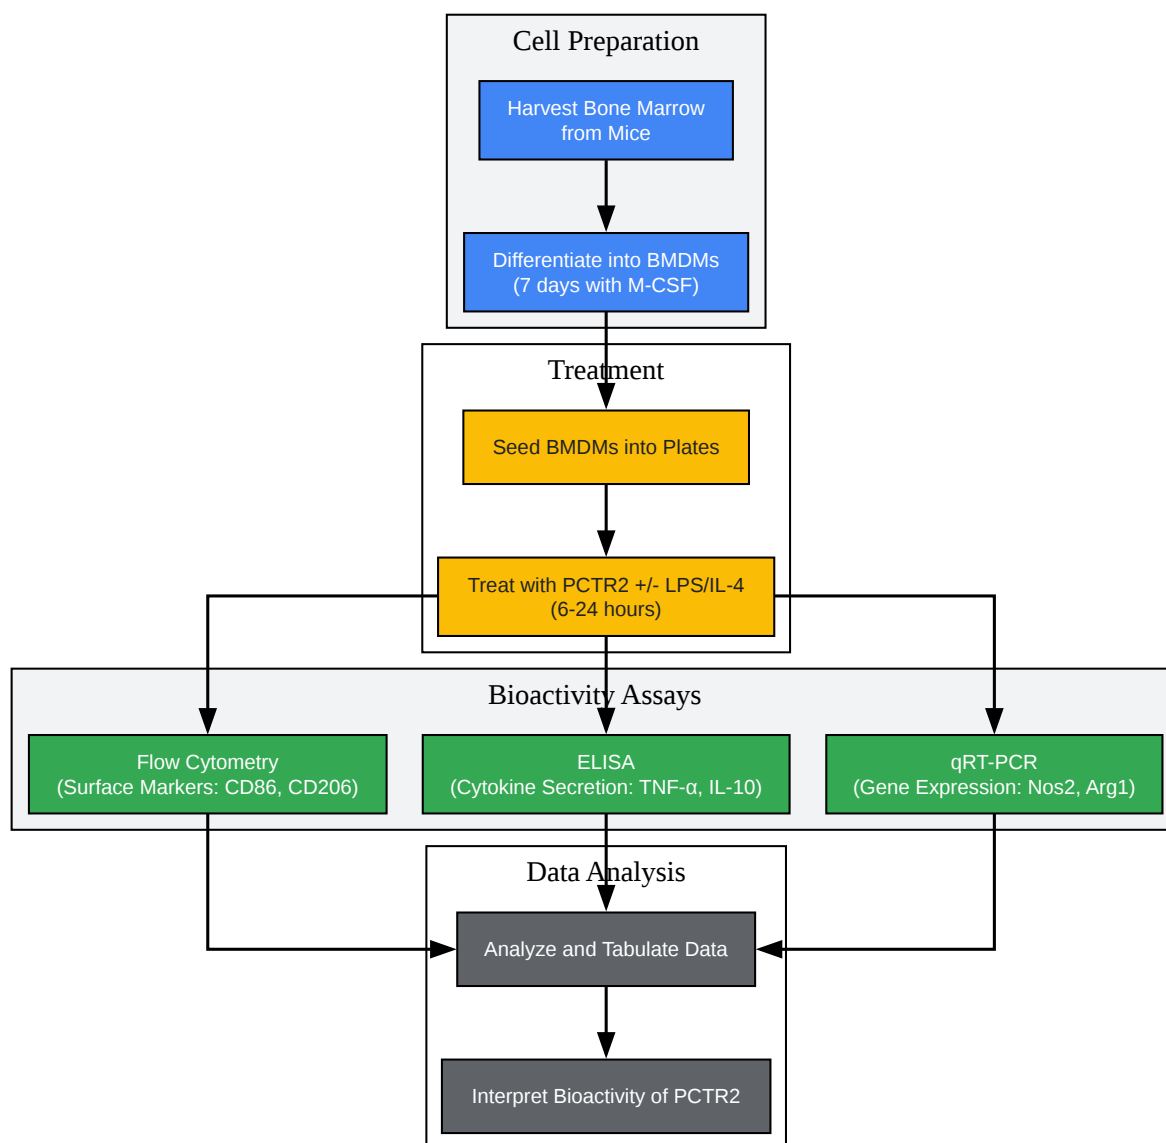 Cell Preparation
Harvest Bone Marrow
from Mice
Differentiate into BMDMs
(7 days with M-CSF)
Treatment
Seed BMDMs into Plates
Treat with PCTR2 +/- LPS/IL-4
(6-24 hours)
Bioactivity Assays
Flow Cytometry
(Surface Markers: CD86, CD206)
ELISA
(Cytokine Secretion: TNF-α, IL-10)
qRT-PCR
(Gene Expression: Nos2, Arg1)
Data Analysis
Analyze and Tabulate Data
Interpret Bioactivity of PCTR2